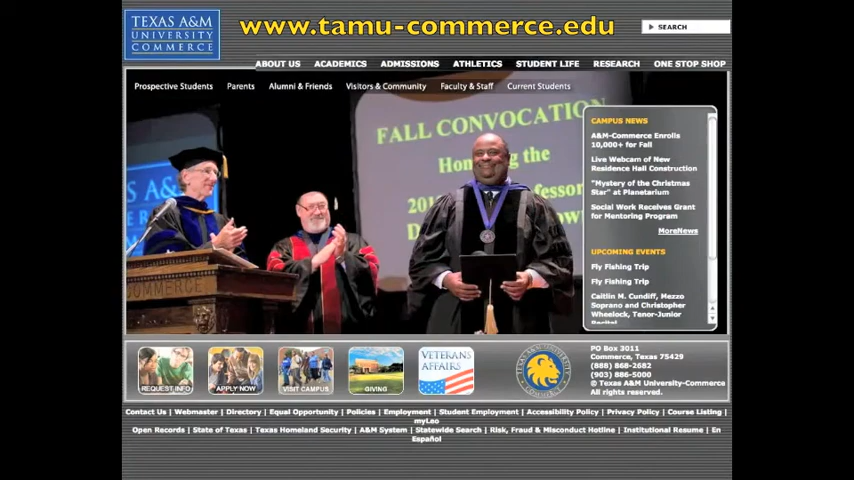 TEXAS A&M
UNIVERSITY
COMMERCE
www.tamu-commerce.edu
SEARCH
ABOUT US ACADEMICS ADMISSIONS ATHLETICS STUDENT LIFE RESEARCH ONE STOP SHOP
Prospective Students Parents Alumni & Friends Visitors & Community Faculty & Staff Current Students
FALL CONVOCATION
the
TEXAS A&
UNIVERSITY
COMMERCE
CAMPUS NEWS
A&M-Commerce Enrolls
10,000+ for Fall
Live Webcam of New
Residence Hall Construction
"Mystery of the Christmas
Star" at Planetarium
Social Work Receives Grant
for Mentoring Program
MoreNews
UPCOMING EVENTS
Fly Fishing Trip
Fly Fishing Trip
Caitlin M. Cundiff, Mezzo
Soprano and Christopher
Wheelock, Tenor-Junior
Recital
REQUEST INFO
APPLY NOW
VISIT CAMPUS
GIVING
VETERANS
AFFAIRS
PO Box 3011
Commerce, Texas 75429
(888) 868-2682
(903) 886-5000
© Texas A&M University-Commerce
All rights reserved.
Contact Us | Webmaster | Directory | Equal Opportunity | Policies | Employment | Student Employment | Accessibility Policy | Privacy Policy | Course Listing |
myLeo
Open Records | State of Texas | Texas Homeland Security | A&M System | Statewide Search | Risk, Fraud & Misconduct Hotline | Institutional Resume | En
Español